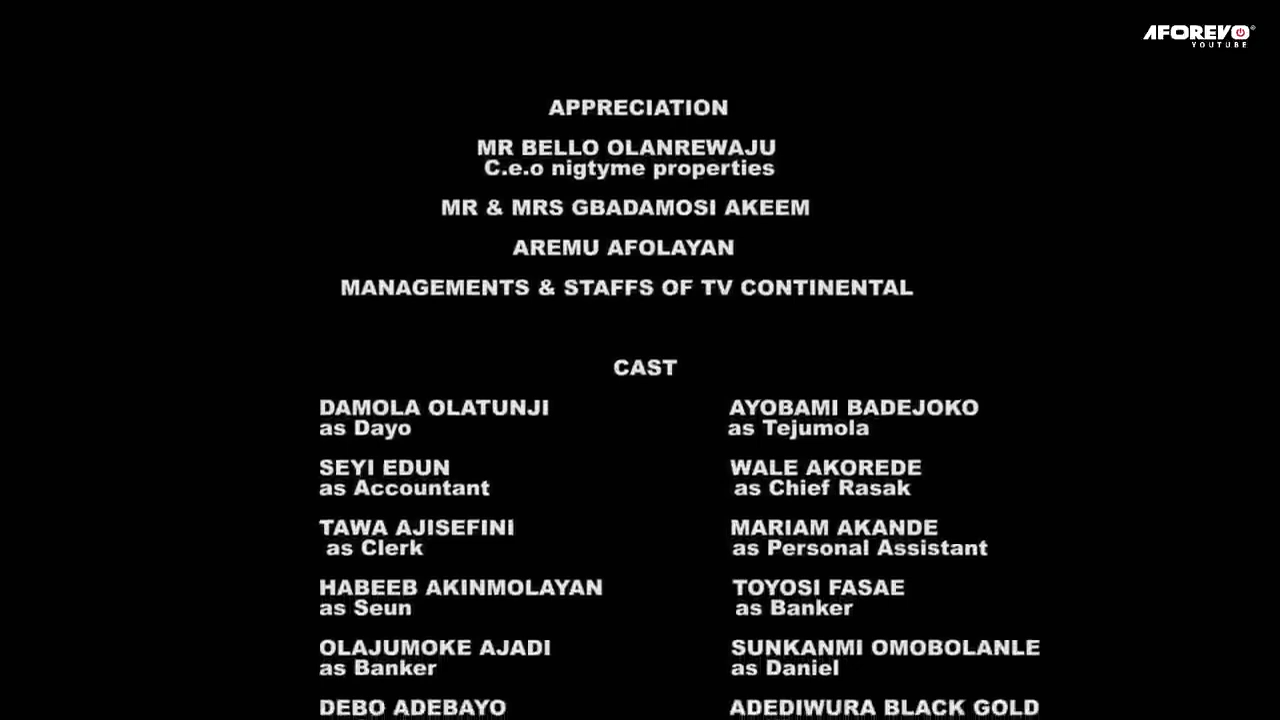 AFOREVO
YOUTUBE
APPRECIATION
MR BELLO OLANREWAJU
C.e.o nigtyme properties
MR & MRS GBADAMOSI AKEEM
AREMU AFOLAYAN
MANAGEMENTS & STAFFS OF TV CONTINENTAL
CAST
DAMOLA OLATUNJI
as Dayo
AYOBAMI BADEJOKO
as Tejumola
SEYI EDUN
as Accountant
WALE AKOREDE
as Chief Rasak
TAWA AJISEFINI
as Clerk
MARIAM AKANDE
as Personal Assistant
HABEEB AKINMOLAYAN
as Seun
TOYOSI FASAE
as Banker
OLAJUMOKE AJADI
as Banker
SUNKANMI OMOBOLANLE
as Daniel
DEBO ADEBAYO
ADEDIWURA BLACK GOLD